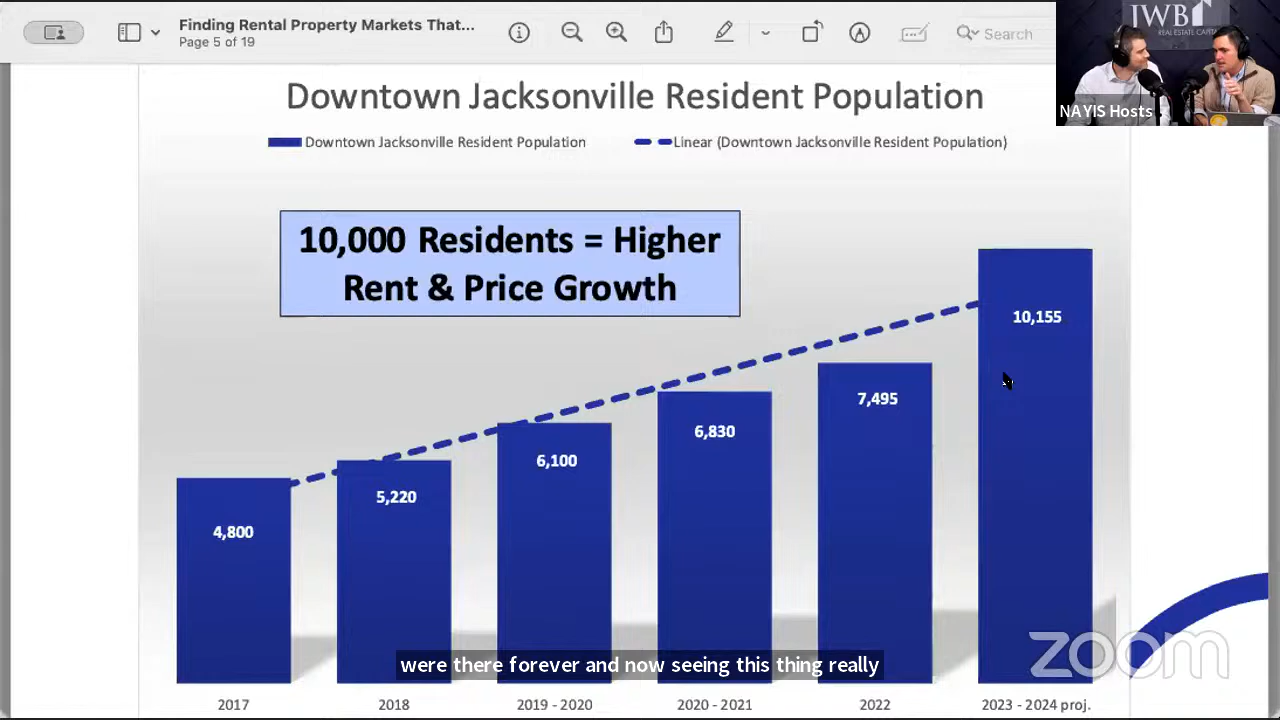 Finding Rental Property Markets That...
Page 5 of 19
Search
JWB
REAL ESTATE CAPITAL
NAYIS Hosts
Downtown Jacksonville Resident Population
Downtown Jacksonville Resident Population
Linear (Downtown Jacksonville Resident Population)
10,000 Residents = Higher
Rent & Price Growth
4,800
5,220
6,100
6,830
7,495
10,155
were there forever and now seeing this thing really
zoom
2017
2018
2019 - 2020
2020 - 2021
2022
2023 - 2024 proj.